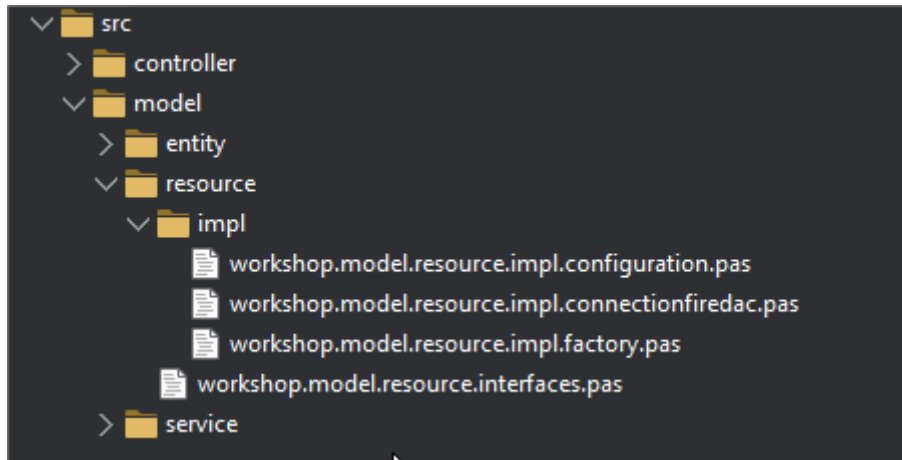 src
controller
model
entity
resource
impl
workshop.model.resource.impl.configuration.pas
workshop.model.resource.impl.connectionfiredac.pas
workshop.model.resource.impl.factory.pas
workshop.model.resource.interfaces.pas
service